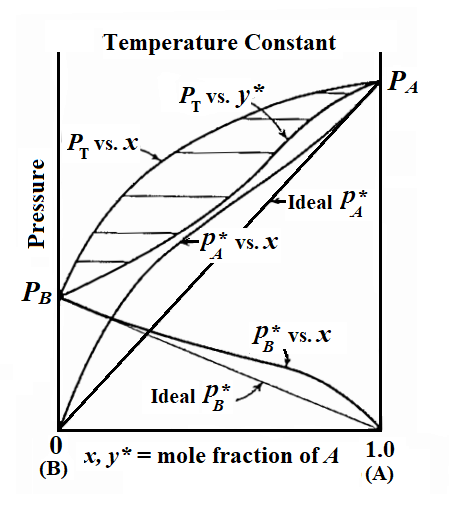 Temperature Constant
P_A
P_T vs. y*
P_T vs. x
Pressure
Ideal p_A*
p_A* vs. x
P_B
p_B* vs. x
Ideal p_B*
0
x, y* = mole fraction of A
1.0
(B)
(A)